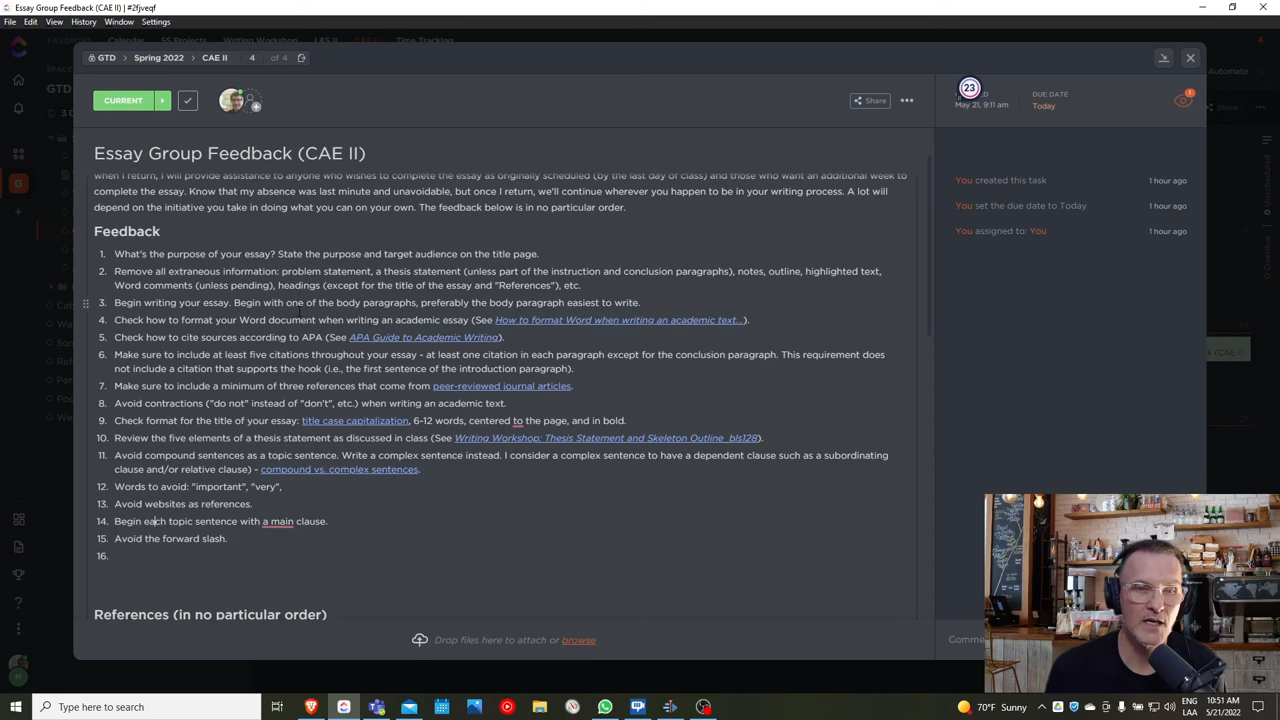 Essay Group Feedback (CAE II) | #2fjveqf
File Edit View History Window Settings
Calendar SS Projects Writing Workshop Time Tracking
GTD > Spring 2022 > CAE II 4 of 4
CURRENT
Share
23
May 21, 9:11 am
DUE DATE
Today
1
Automate
Share
GTD
Essay Group Feedback (CAE II)
when I return, I will provide assistance to anyone who wishes to complete the essay as originally scheduled (by the last day of class) and those who want an additional week to
complete the essay. Know that my absence was last minute and unavoidable, but once I return, we'll continue wherever you happen to be in your writing process. A lot will
depend on the initiative you take in doing what you can on your own. The feedback below is in no particular order.
Feedback
1. What's the purpose of your essay? State the purpose and target audience on the title page.
2. Remove all extraneous information: problem statement, a thesis statement (unless part of the instruction and conclusion paragraphs), notes, outline, highlighted text,
Word comments (unless pending), headings (except for the title of the essay and "References"), etc.
3. Begin writing your essay. Begin with one of the body paragraphs, preferably the body paragraph easiest to write.
4. Check how to format your Word document when writing an academic essay (See How to format Word when writing an academic text...).
5. Check how to cite sources according to APA (See APA Guide to Academic Writing).
6. Make sure to include at least five citations throughout your essay - at least one citation in each paragraph except for the conclusion paragraph. This requirement does
not include a citation that supports the hook (i.e., the first sentence of the introduction paragraph).
7. Make sure to include a minimum of three references that come from peer-reviewed journal articles.
8. Avoid contractions ("do not" instead of "don't", etc.) when writing an academic text.
9. Check format for the title of your essay: title case capitalization, 6-12 words, centered to the page, and in bold.
10. Review the five elements of a thesis statement as discussed in class (See Writing Workshop: Thesis Statement and Skeleton Outline_bls128).
11. Avoid compound sentences as a topic sentence. Write a complex sentence instead. I consider a complex sentence to have a dependent clause such as a subordinating
clause and/or relative clause) - compound vs. complex sentences.
12. Words to avoid: "important", "very",
13. Avoid websites as references.
14. Begin each topic sentence with a main clause.
15. Avoid the forward slash.
16.
References (in no particular order)
You created this task 1 hour ago
You set the due date to Today 1 hour ago
You assigned to: You 1 hour ago
Unscheduled
Overdue
Drop files here to attach or browse
Type here to search
70°F Sunny
ENG
LAA
10:51 AM
5/21/2022